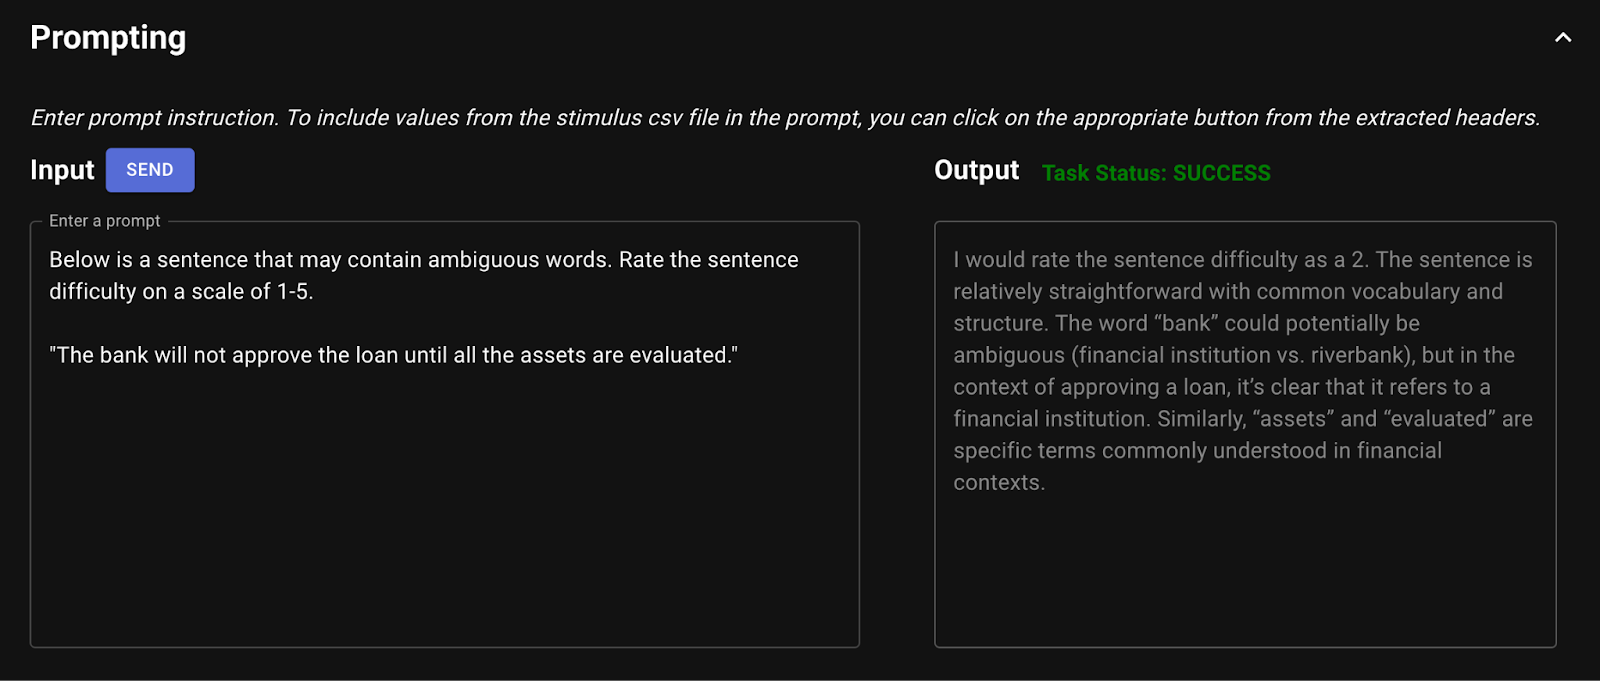 Prompting
Enter prompt instruction. To include values from the stimulus csv file in the prompt, you can click on the appropriate button from the extracted headers.
Input SEND
Enter a prompt
Below is a sentence that may contain ambiguous words. Rate the sentence
difficulty on a scale of 1-5.
"The bank will not approve the loan until all the assets are evaluated."
Output Task Status: SUCCESS
I would rate the sentence difficulty as a 2. The sentence is
relatively straightforward with common vocabulary and
structure. The word “bank” could potentially be
ambiguous (financial institution vs. riverbank), but in the
context of approving a loan, it’s clear that it refers to a
financial institution. Similarly, “assets” and “evaluated” are
specific terms commonly understood in financial
contexts.